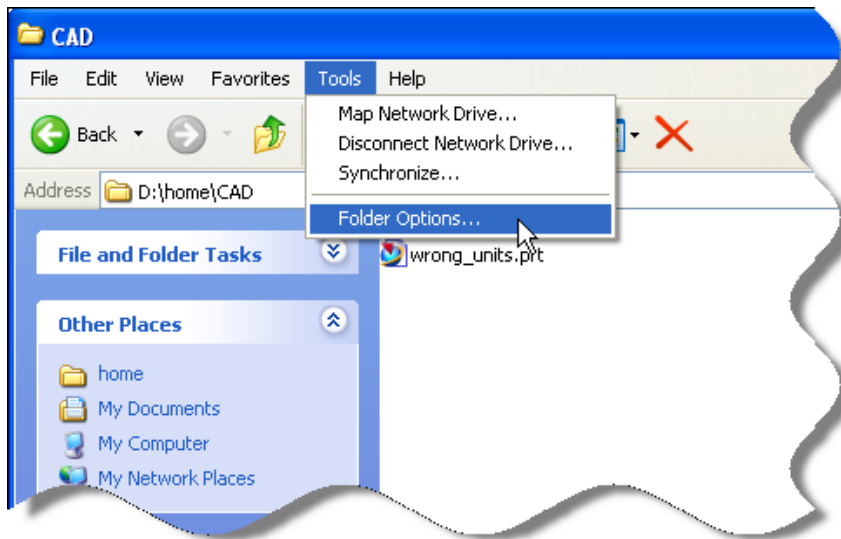 CAD
File Edit View Favorites Tools Help
Map Network Drive...
Back
Disconnect Network Drive...
Synchronize...
Address D:\home\CAD
Folder Options...
File and Folder Tasks
wrong_units.prt
Other Places
home
My Documents
My Computer
My Network Places